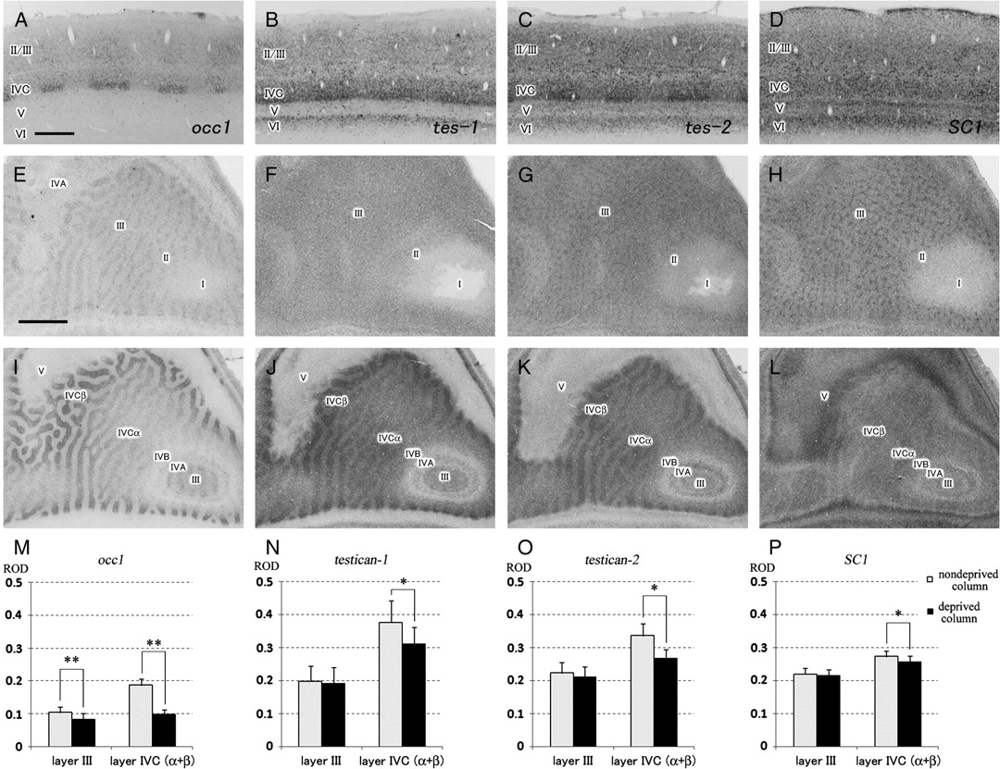 A
II/III
IVC
V
VI
occ1
B
II/III
IVC
V
VI
tes-1
C
II/III
IVC
V
VI
tes-2
D
II/III
IVC
V
VI
SC1
E
IVA
III
II
I
F
III
II
I
G
III
II
I
H
III
II
I
I
V
IVCβ
IVCα
IVB
IVA
III
J
V
IVCβ
IVCα
IVB
IVA
III
K
V
IVCβ
IVCα
IVB
IVA
III
L
V
IVCβ
IVCα
IVB
IVA
III
M
occ1
ROD
0.5
0.4
0.3
0.2
0.1
0
**
**
layer III
layer IVC (α+β)
N
testican-1
ROD
0.5
0.4
0.3
0.2
0.1
0
*
layer III
layer IVC (α+β)
O
testican-2
ROD
0.5
0.4
0.3
0.2
0.1
0
*
layer III
layer IVC (α+β)
P
SC1
ROD
0.5
0.4
0.3
0.2
0.1
0
*
layer III
layer IVC (α+β)
nondeprived
column
deprived
column